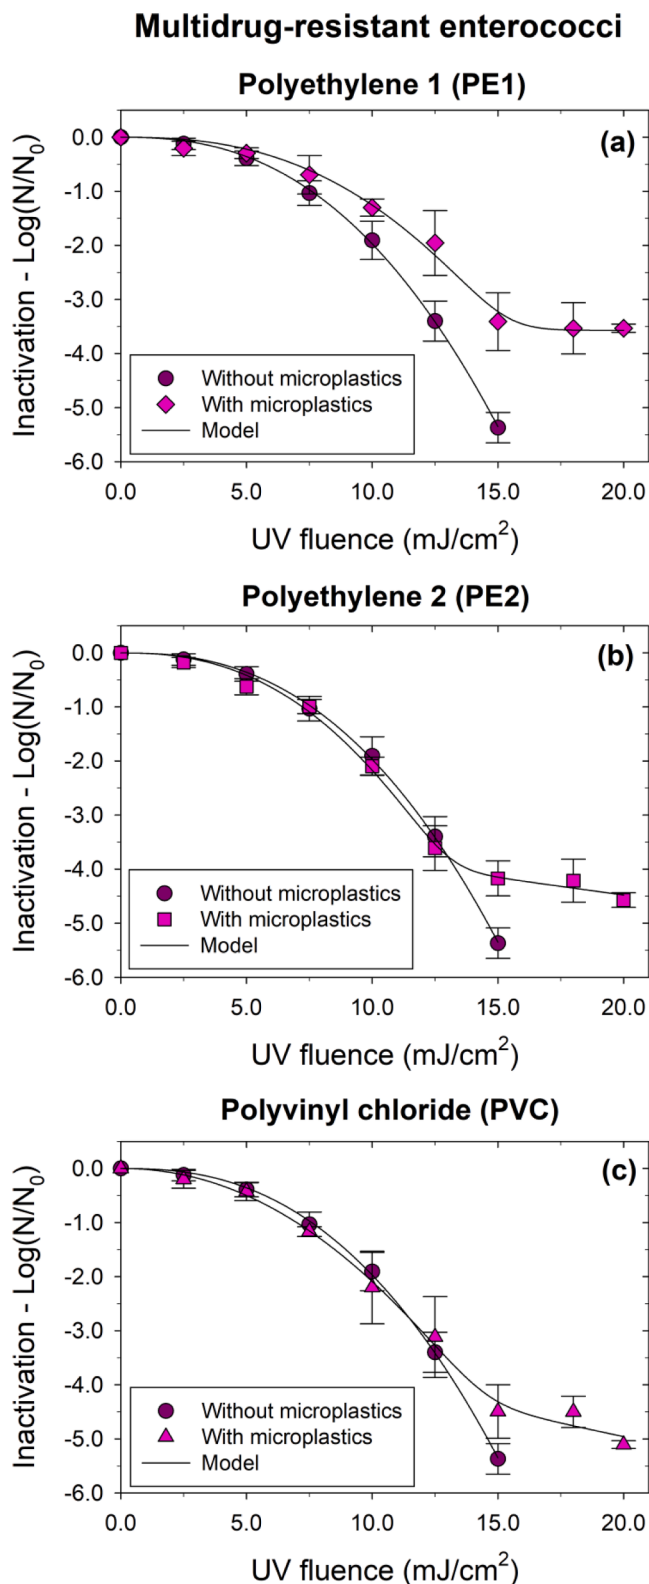 Multidrug-resistant enterococci
Polyethylene 1 (PE1)
(a)
0.0
-1.0
-2.0
-3.0
-4.0
-5.0
-6.0
Inactivation - Log(N/N₀)
Without microplastics
With microplastics
Model
0.0 5.0 10.0 15.0 20.0
UV fluence (mJ/cm²)
Polyethylene 2 (PE2)
(b)
0.0
-1.0
-2.0
-3.0
-4.0
-5.0
-6.0
Inactivation - Log(N/N₀)
Without microplastics
With microplastics
Model
0.0 5.0 10.0 15.0 20.0
UV fluence (mJ/cm²)
Polyvinyl chloride (PVC)
(c)
0.0
-1.0
-2.0
-3.0
-4.0
-5.0
-6.0
Inactivation - Log(N/N₀)
Without microplastics
With microplastics
Model
0.0 5.0 10.0 15.0 20.0
UV fluence (mJ/cm²)